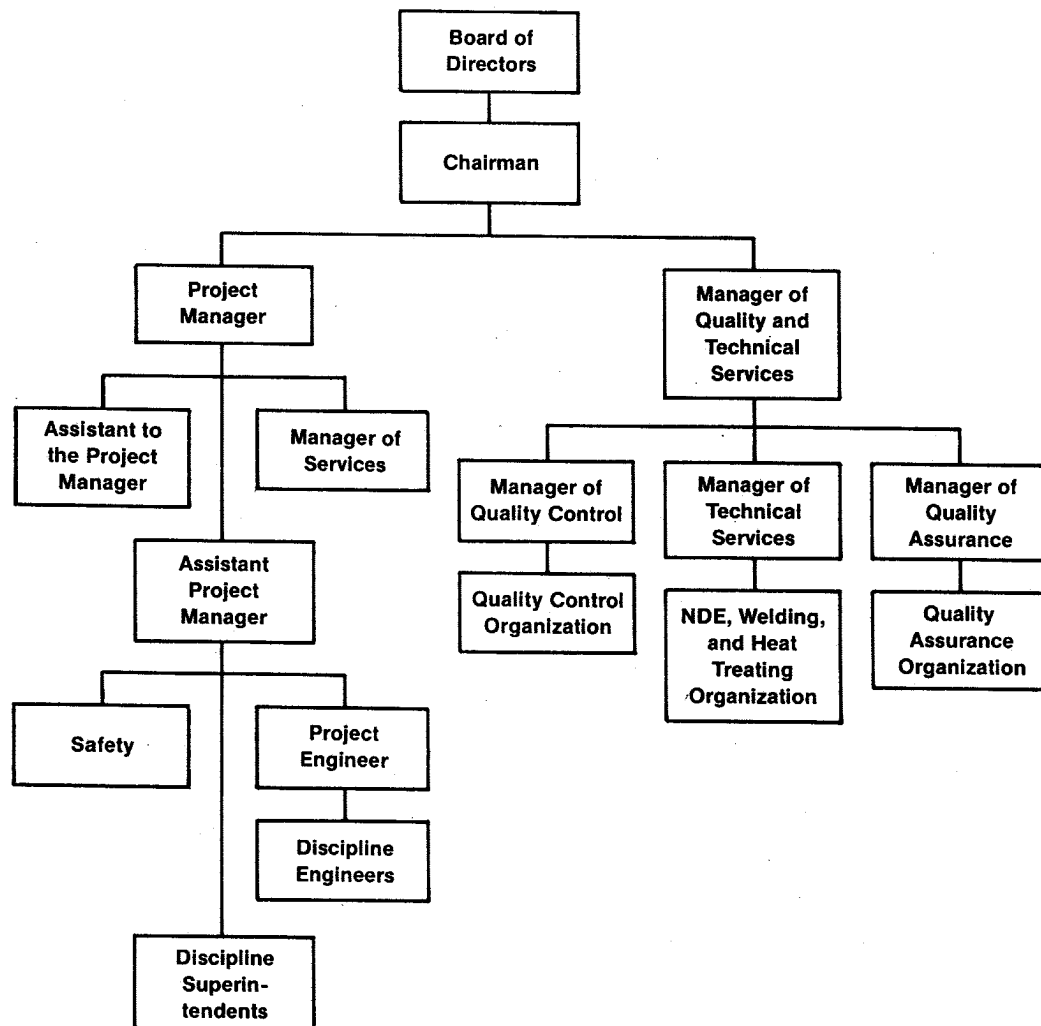 Board of
Directors
Chairman
Project
Manager
Manager of
Quality and
Technical
Services
Assistant to
the Project
Manager
Manager of
Services
Manager of
Quality Control
Manager of
Technical
Services
Manager of
Quality
Assurance
Assistant
Project
Manager
Quality Control
Organization
NDE, Welding,
and Heat
Treating
Organization
Quality
Assurance
Organization
Safety
Project
Engineer
Discipline
Engineers
Discipline
Superin-
tendents